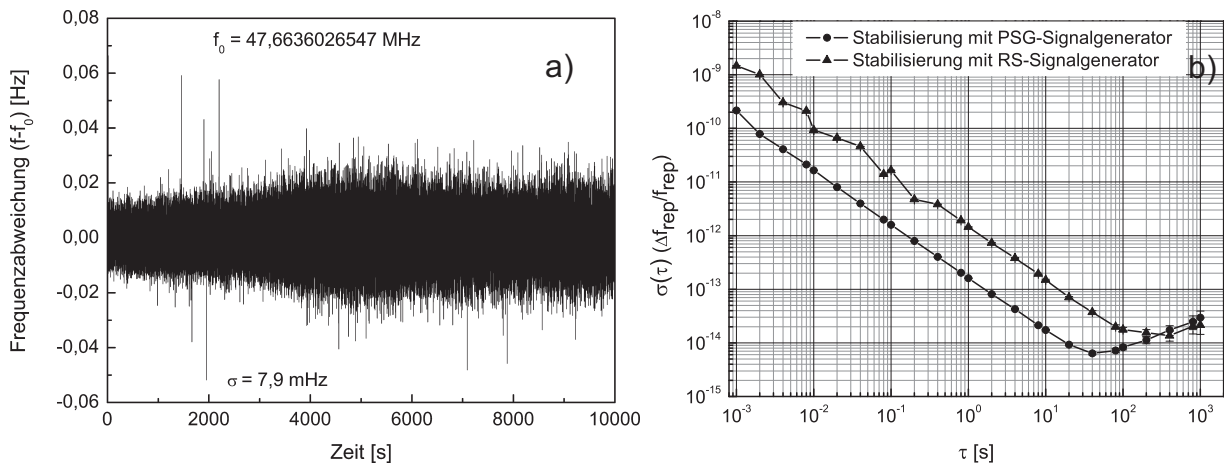 0,08
0,06
0,04
0,02
0,00
-0,02
-0,04
-0,06
Frequenzabweichung (f-f₀) [Hz]
f₀ = 47,6636026547 MHz
a)
σ = 7,9 mHz
0 2000 4000 6000 8000 10000
Zeit [s]
10⁻⁸
10⁻⁹
10⁻¹⁰
10⁻¹¹
10⁻¹²
10⁻¹³
10⁻¹⁴
10⁻¹⁵
σ(τ) (Δf_rep/f_rep)
Stabilisierung mit PSG-Signalgenerator
Stabilisierung mit RS-Signalgenerator
b)
10⁻³ 10⁻² 10⁻¹ 10⁰ 10¹ 10² 10³
τ [s]